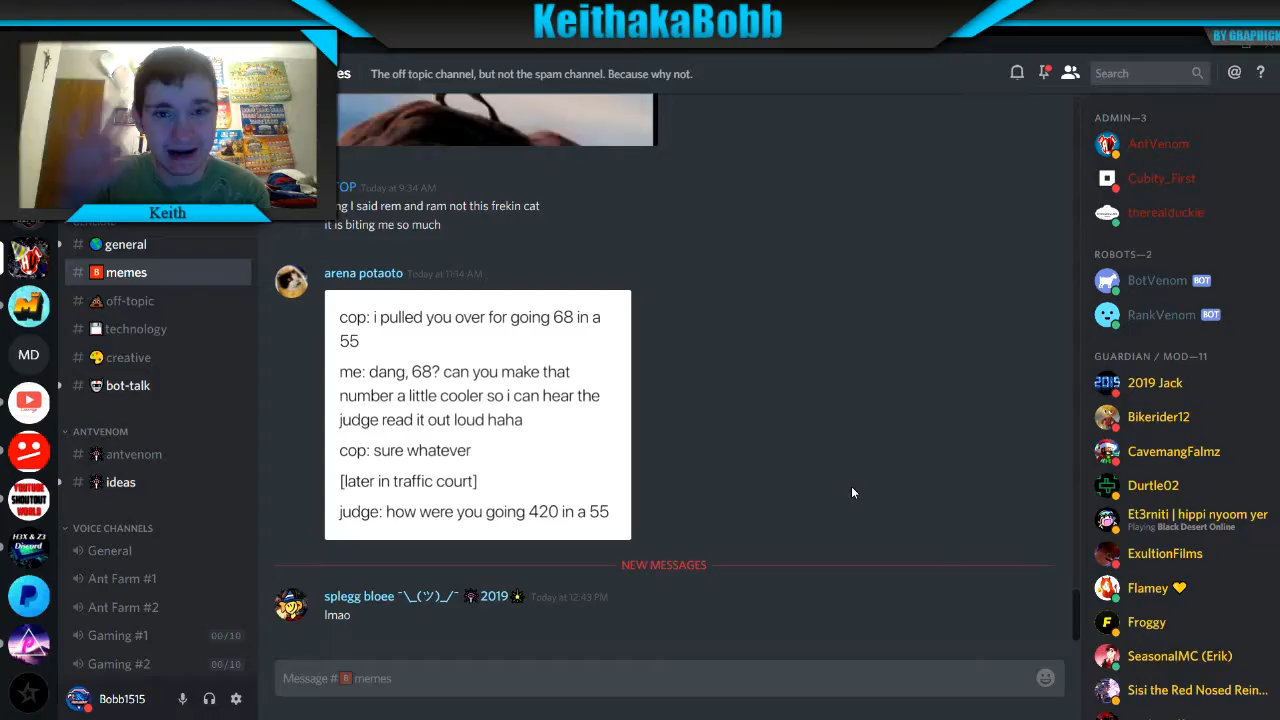 KeithakaBobb
BY GRAPHICK
Keith
es
The off topic channel, but not the spam channel. Because why not.
Search
TOP Today at 9:34 AM
ng I said rem and ram not this frekin cat
it is biting me so much
arena potaoto Today at 11:14 AM
cop: i pulled you over for going 68 in a
55
me: dang, 68? can you make that
number a little cooler so i can hear the
judge read it out loud haha
cop: sure whatever
[later in traffic court]
judge: how were you going 420 in a 55
NEW MESSAGES
splegg bloee ¯\_(ツ)_/¯ 2019 Today at 12:43 PM
lmao
Message # B memes
# general
# B memes
# off-topic
# technology
# creative
# bot-talk
ANTVENOM
# antvenom
# ideas
VOICE CHANNELS
General
Ant Farm #1
Ant Farm #2
Gaming #1 00/10
Gaming #2 00/10
Bobb1515
MD
YOUTUBE
SHOUTOUT
WORLD
H3X & Z3
Discord
ADMIN—3
AntVenom
Cubity_First
therealduckie
ROBOTS—2
BotVenom BOT
RankVenom BOT
GUARDIAN / MOD—11
2019 Jack
Bikerider12
CavemangFalmz
Durtle02
Et3rniti | hippi nyoom yer
Playing Black Desert Online
ExultionFilms
Flamey
Froggy
SeasonalMC (Erik)
Sisi the Red Nosed Rein...